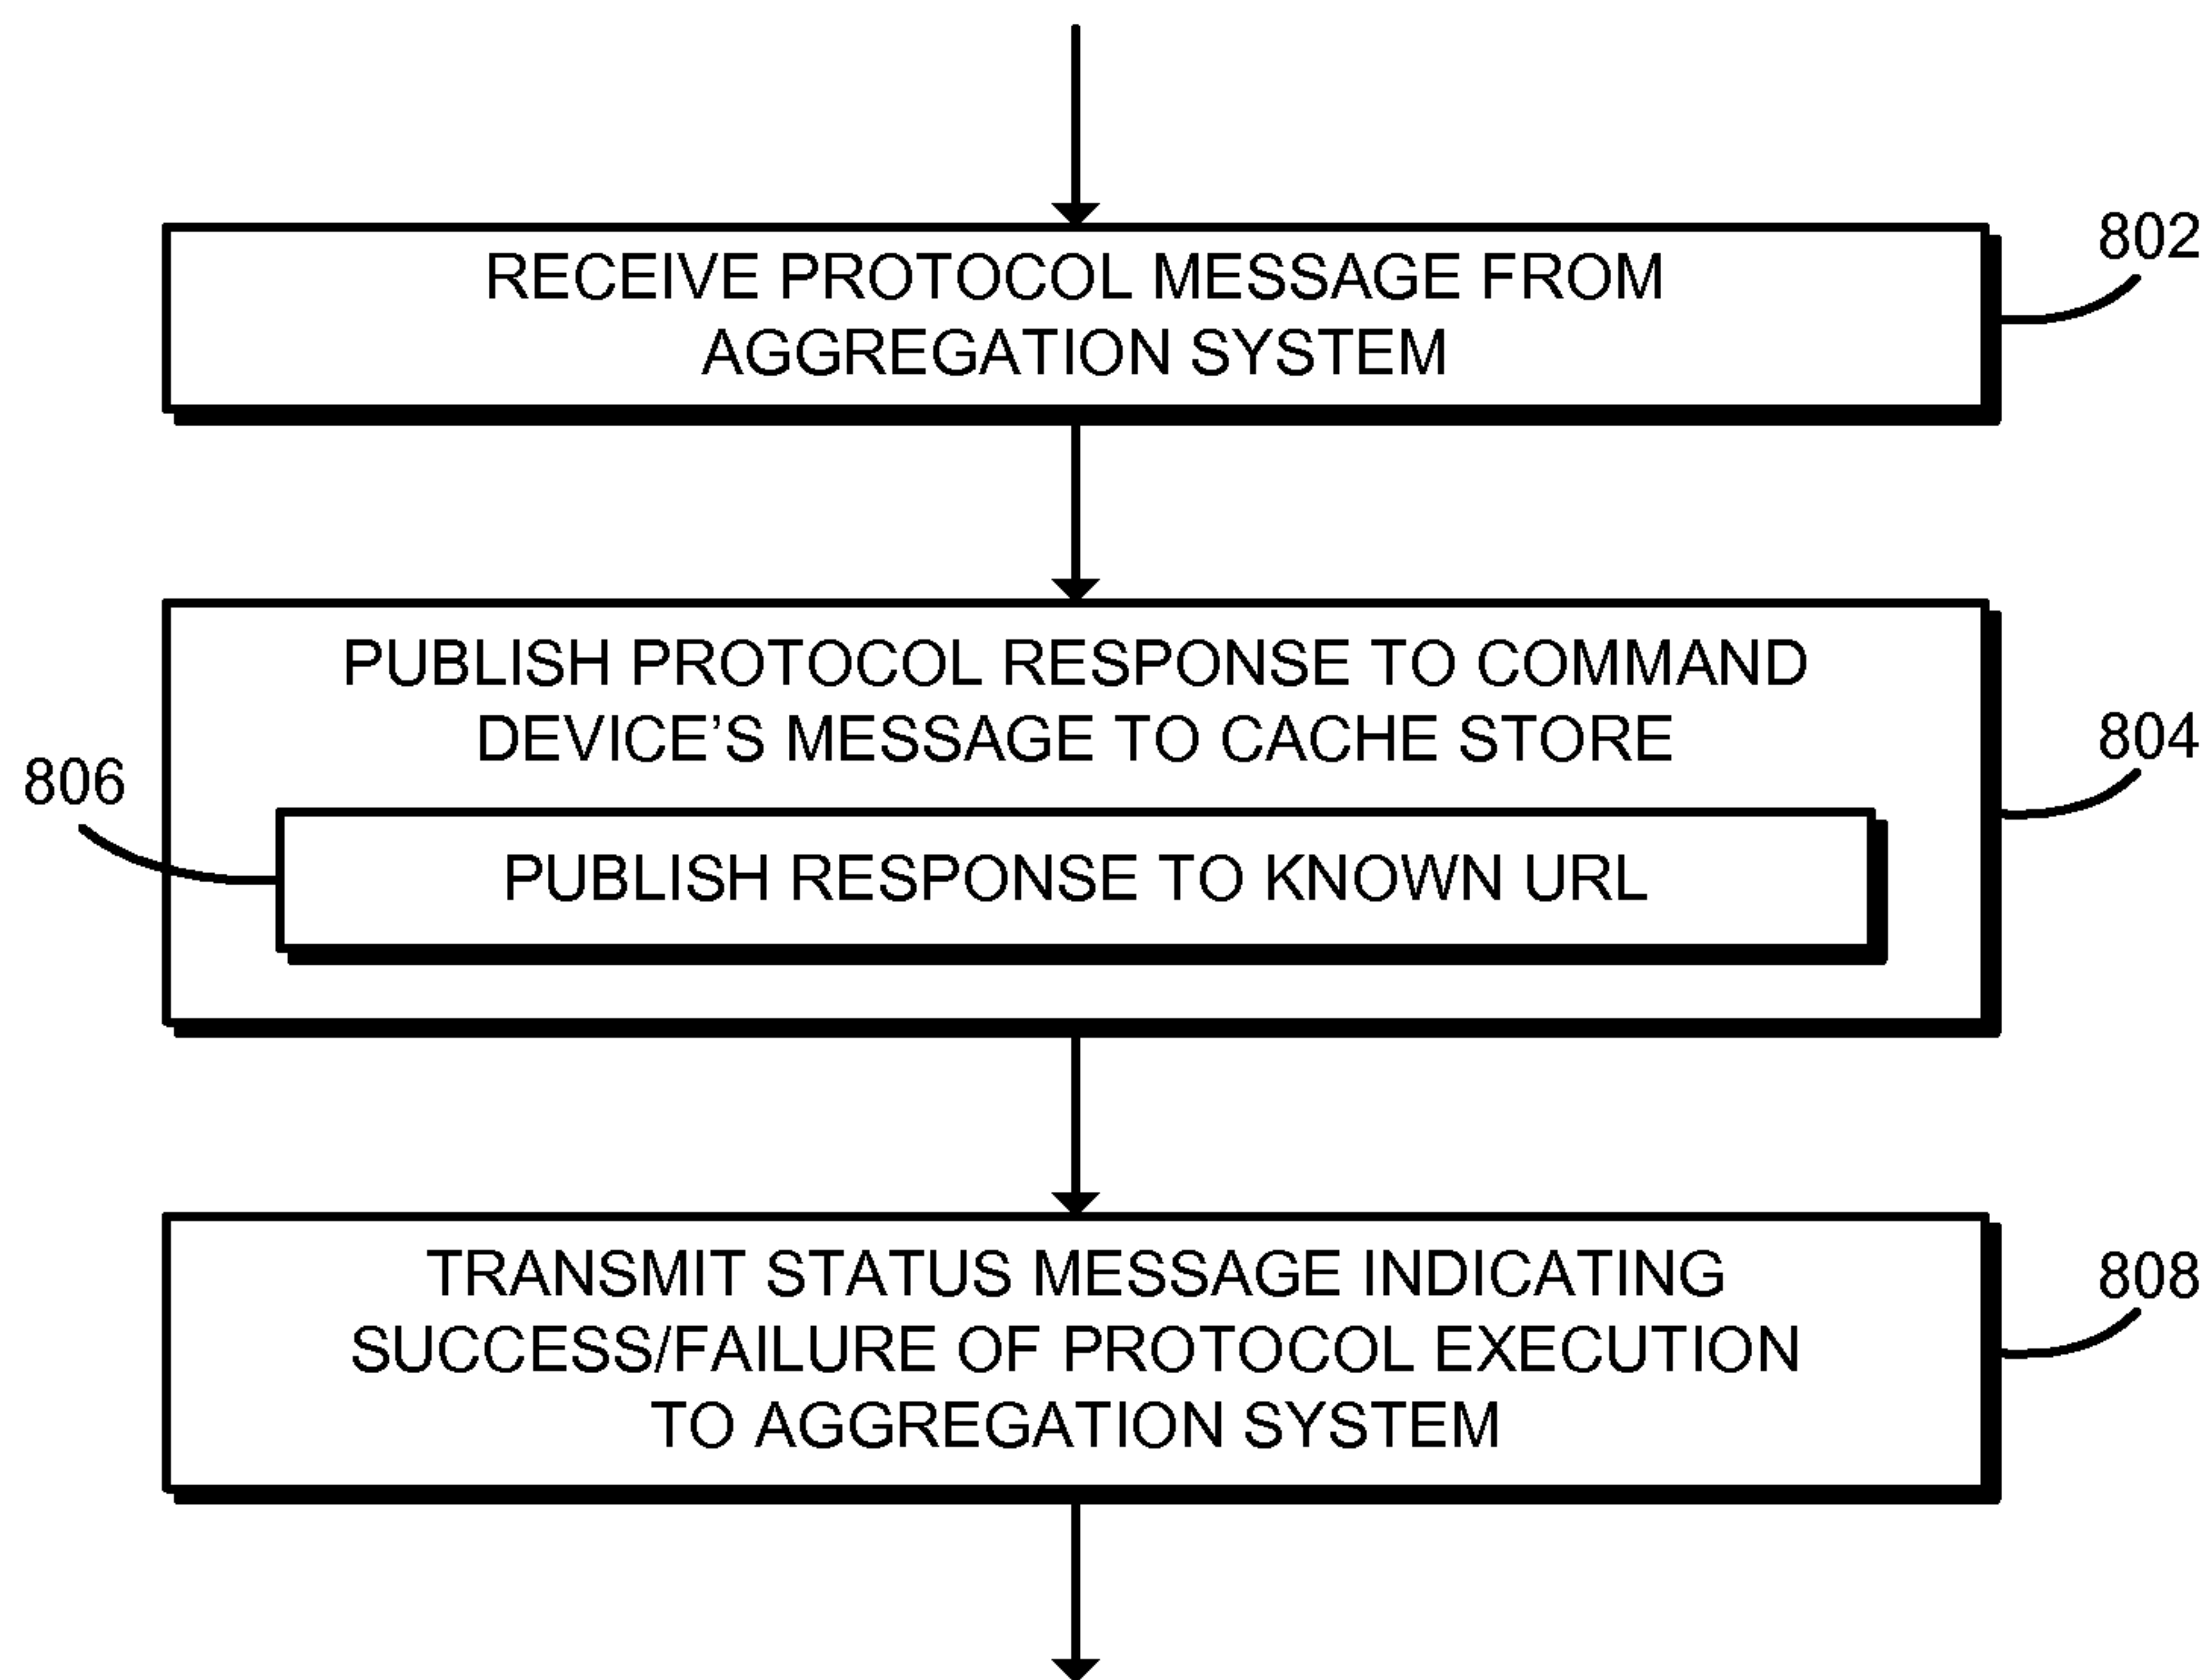 RECEIVE PROTOCOL MESSAGE FROM
AGGREGATION SYSTEM
802
PUBLISH PROTOCOL RESPONSE TO COMMAND
DEVICE'S MESSAGE TO CACHE STORE
804
806
PUBLISH RESPONSE TO KNOWN URL
TRANSMIT STATUS MESSAGE INDICATING
SUCCESS/FAILURE OF PROTOCOL EXECUTION
TO AGGREGATION SYSTEM
808